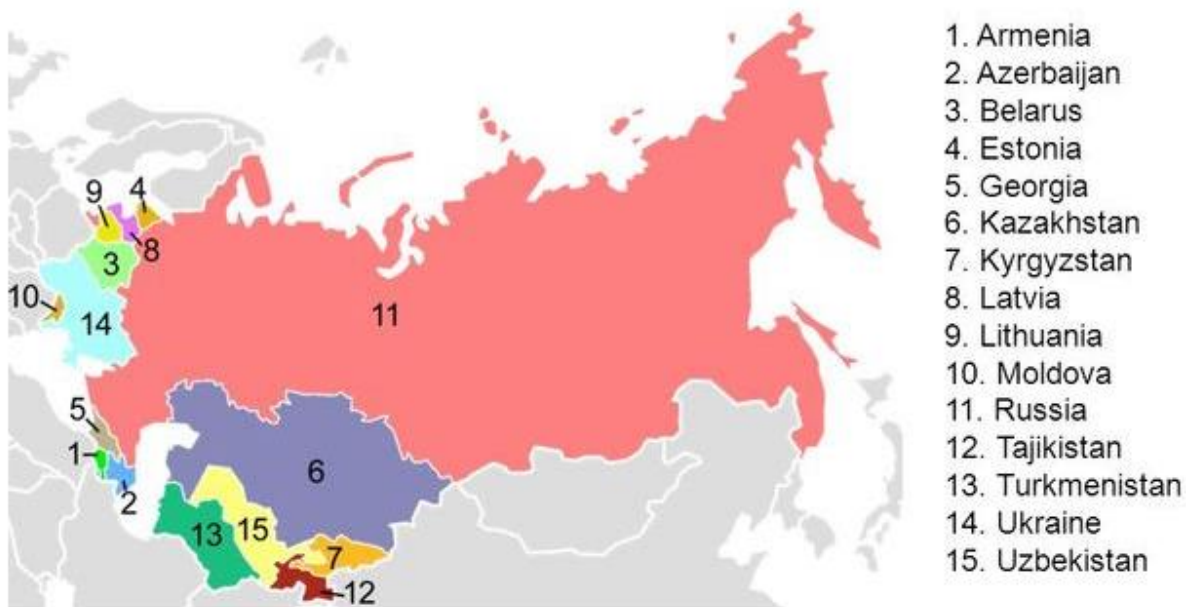 1. Armenia
2. Azerbaijan
3. Belarus
4. Estonia
5. Georgia
6. Kazakhstan
7. Kyrgyzstan
8. Latvia
9. Lithuania
10. Moldova
11. Russia
12. Tajikistan
13. Turkmenistan
14. Ukraine
15. Uzbekistan
9
4
8
3
10
14
11
5
1
2
6
13
15
7
12